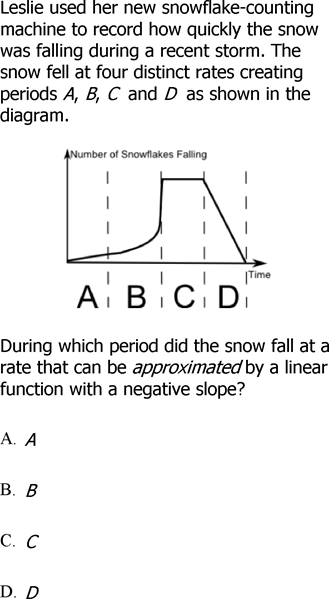 Leslie used her new snowflake-counting
machine to record how quickly the snow
was falling during a recent storm. The
snow fell at four distinct rates creating
periods A, B, C and D as shown in the
diagram.
Number of Snowflakes Falling
Time
A B C D
During which period did the snow fall at a
rate that can be approximated by a linear
function with a negative slope?
A. A
B. B
C. C
D. D